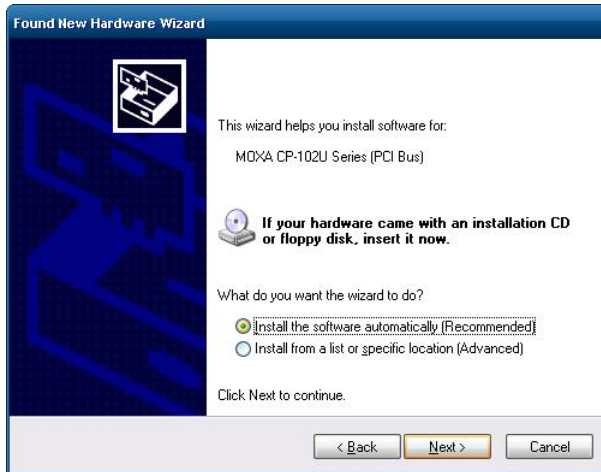 Found New Hardware Wizard
This wizard helps you install software for:
MOXA CP-102U Series (PCI Bus)
If your hardware came with an installation CD
or floppy disk, insert it now.
What do you want the wizard to do?
Install the software automatically (Recommended)
Install from a list or specific location (Advanced)
Click Next to continue.
< Back Next > Cancel